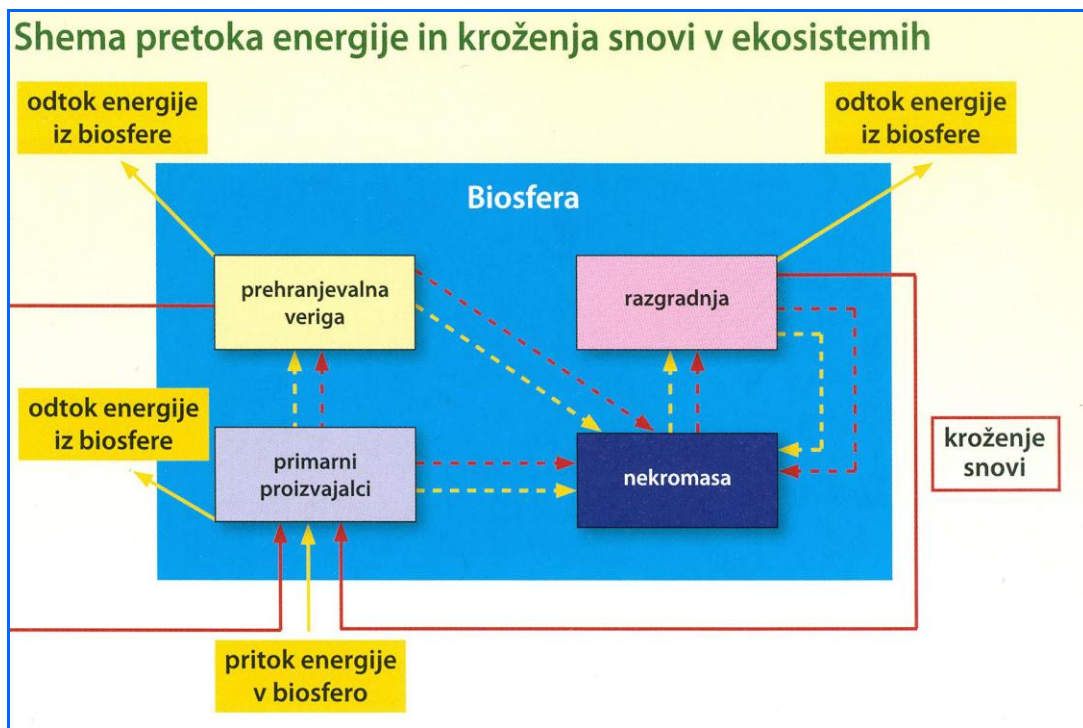 Shema pretoka energije in kroženja snovi v ekosistemih
odtok energije
iz biosfere
odtok energije
iz biosfere
Biosfera
prehranjevalna
veriga
razgradnja
odtok energije
iz biosfere
primarni
proizvajalci
nekromasa
kroženje
snovi
pritok energije
v biosfero